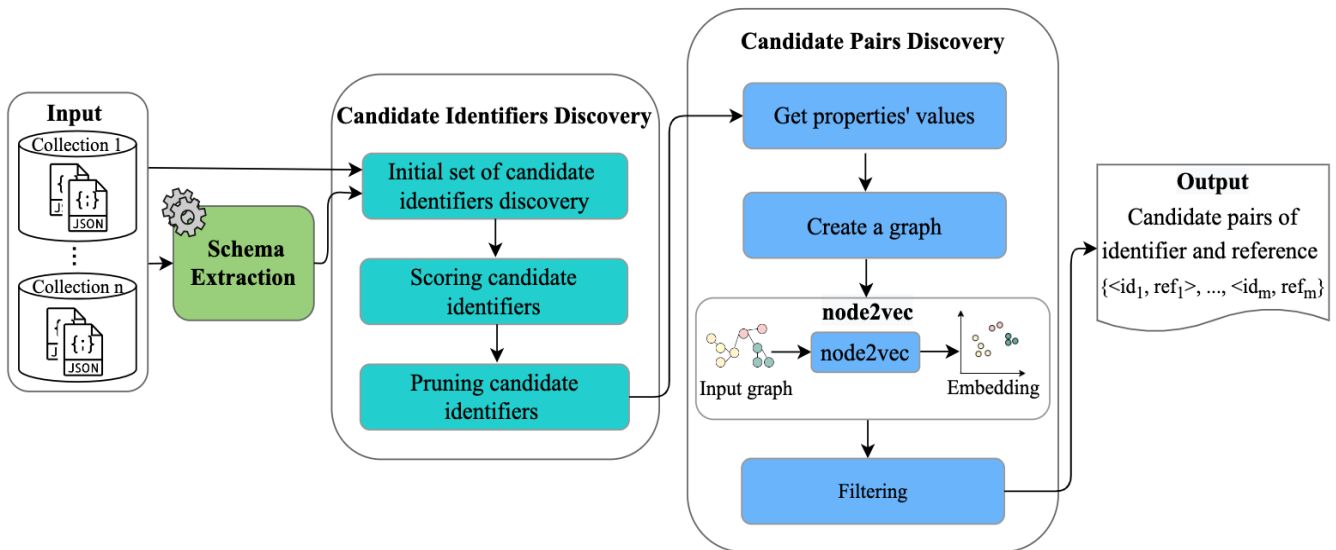 Input
Collection 1
{
JS
{;}
JSON
Collection n
{
JS
{;}
JSON
Schema
Extraction
Candidate Identifiers Discovery
Initial set of candidate
identifiers discovery
Scoring candidate
identifiers
Pruning candidate
identifiers
Candidate Pairs Discovery
Get properties' values
Create a graph
node2vec
node2vec
Input graph
Embedding
Filtering
Output
Candidate pairs of
identifier and reference
{<id₁, ref₁>, ..., <idₘ, refₘ}